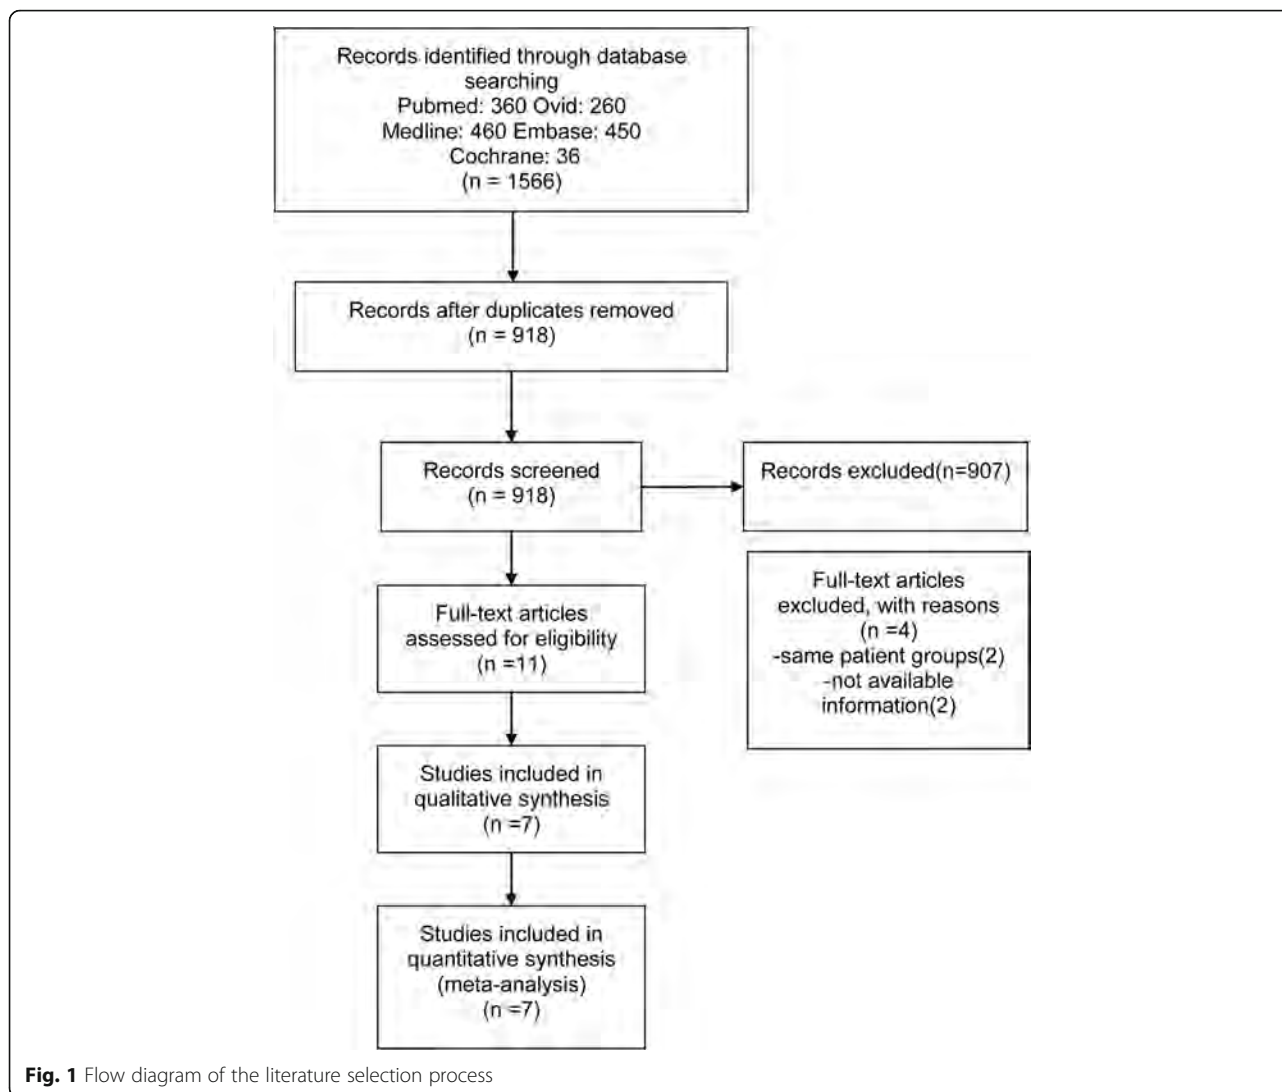 Records identified through database
searching
Pubmed: 360 Ovid: 260
Medline: 460 Embase: 450
Cochrane: 36
(n = 1566)
Records after duplicates removed
(n = 918)
Records screened
(n = 918)
Records excluded(n=907)
Full-text articles
assessed for eligibility
(n =11)
Full-text articles
excluded, with reasons
(n =4)
-same patient groups(2)
-not available
information(2)
Studies included in
qualitative synthesis
(n =7)
Studies included in
quantitative synthesis
(meta-analysis)
(n =7)
Fig. 1 Flow diagram of the literature selection process